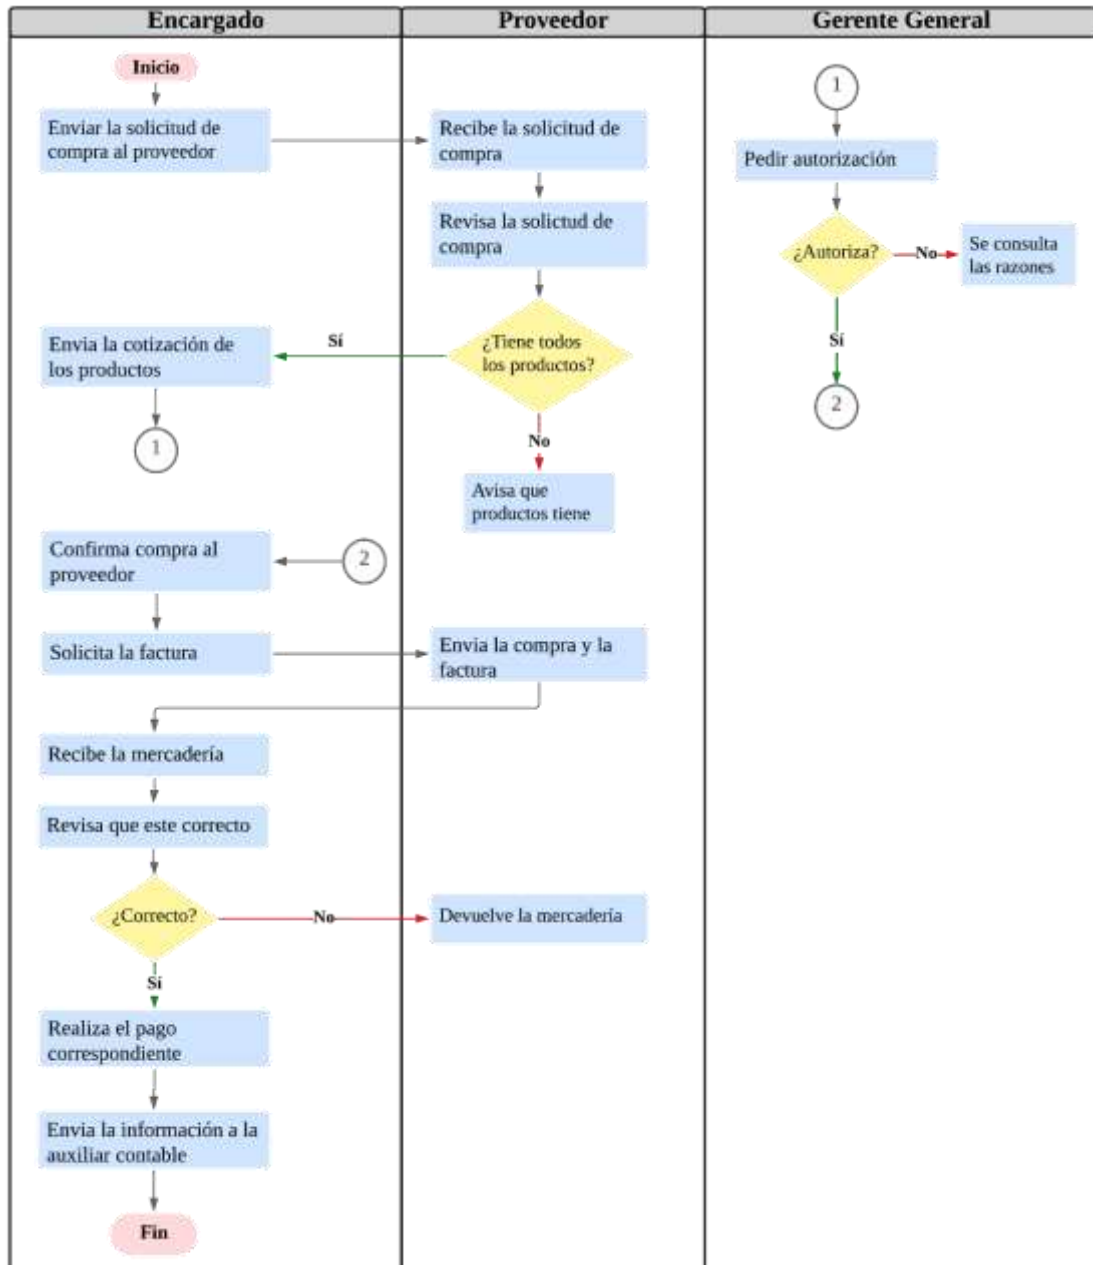 Encargado
Proveedor
Gerente General
Inicio
Enviar la solicitud de
compra al proveedor
Recibe la solicitud de
compra
Revisa la solictud de
compra
¿Tiene todos
los productos?
Sí
Envia la cotización de
los productos
1
No
Avisa que
productos tiene
1
Pedir autorización
¿Autoriza?
No
Se consulta
las razones
Sí
2
Confirma compra al
proveedor
2
Solicita la factura
Envia la compra y la
factura
Recibe la mercadería
Revisa que este correcto
¿Correcto?
No
Devuelve la mercadería
Sí
Realiza el pago
correspondiente
Envia la información a la
auxiliar contable
Fin